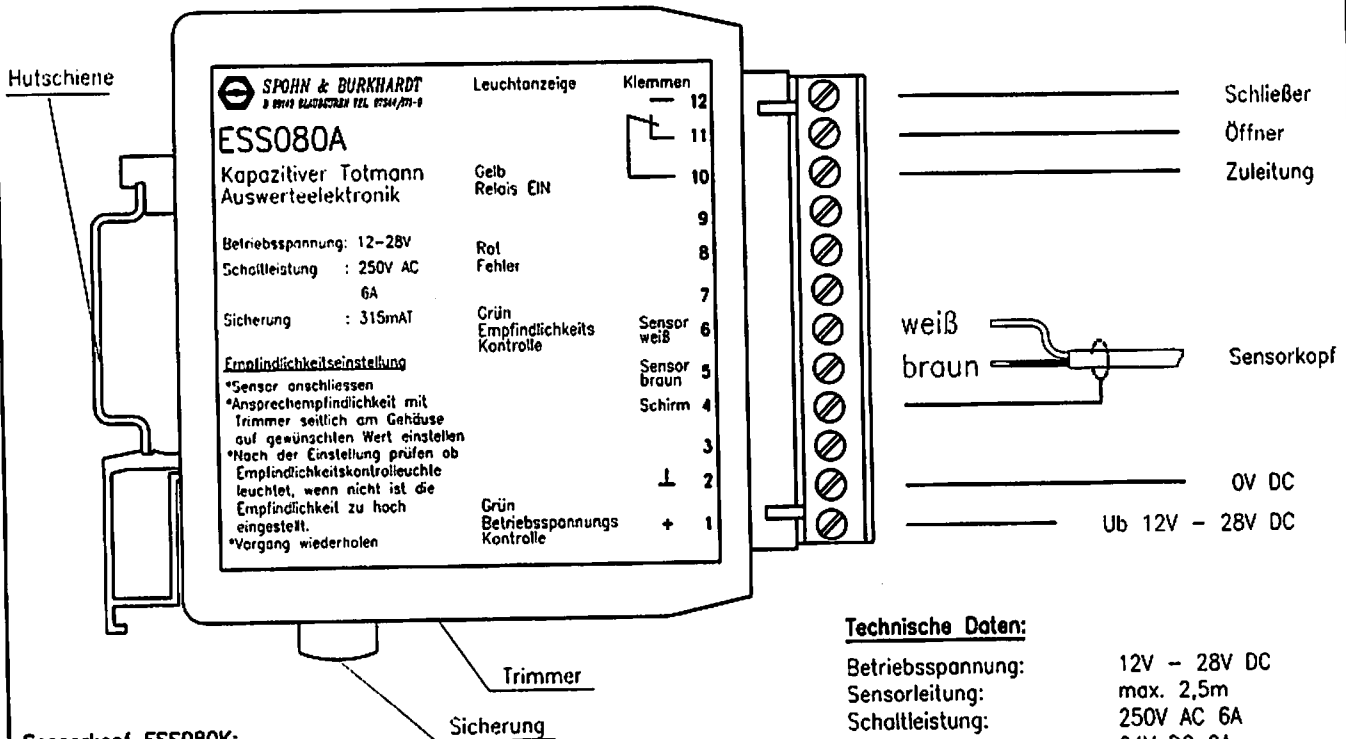 Hutschiene
SPOHN & BURKHARDT
ESS080A
Kapazitiver Totmann
Auswerteelektronik
Betriebsspannung: 12-28V
Schaltleistung : 250V AC
6A
Sicherung : 315mAT
Empfindlichkeitseinstellung
*Sensor anschliessen
*Ansprechempfindlichkeit mit
Trimmer seitlich am Gehäuse
auf gewünschten Wert einstellen
*Nach der Einstellung prüfen ob
Empfindlichkeitskontrolleuchte
leuchtet, wenn nicht ist die
Empfindlichkeit zu hoch
eingestellt.
*Vorgang wiederholen
Leuchtanzeige
Gelb
Relais EIN
Rot
Fehler
Grün
Empfindlichkeits
Kontrolle
Grün
Betriebsspannungs
Kontrolle
Klemmen
12
11
10
9
8
7
Sensor weiß 6
Sensor braun 5
Schirm 4
3
⊥ 2
+ 1
Schließer
Öffner
Zuleitung
weiß
braun
Sensorkopf
0V DC
Ub 12V - 28V DC
Trimmer
Sicherung
Technische Daten:
Betriebsspannung: 12V - 28V DC
Sensorleitung: max. 2,5m
Schaltleistung: 250V AC 6A